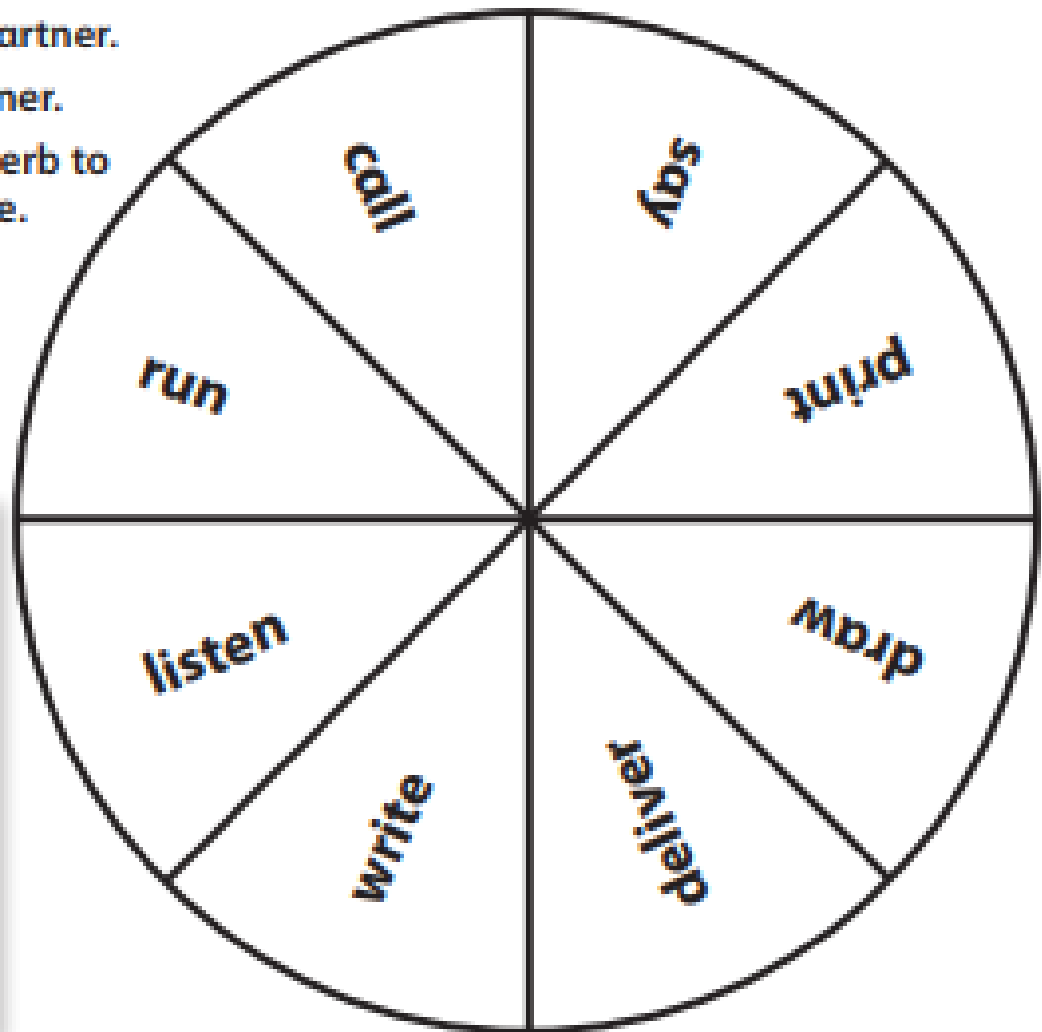 artner.
ner.
erb to
e.
call
say
print
draw
deliver
write
listen
run